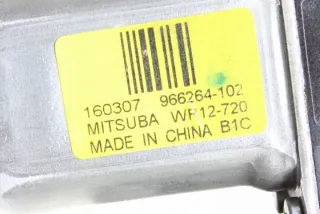 160307 966264-102
MITSUBA WF12-720
MADE IN CHINA B1C